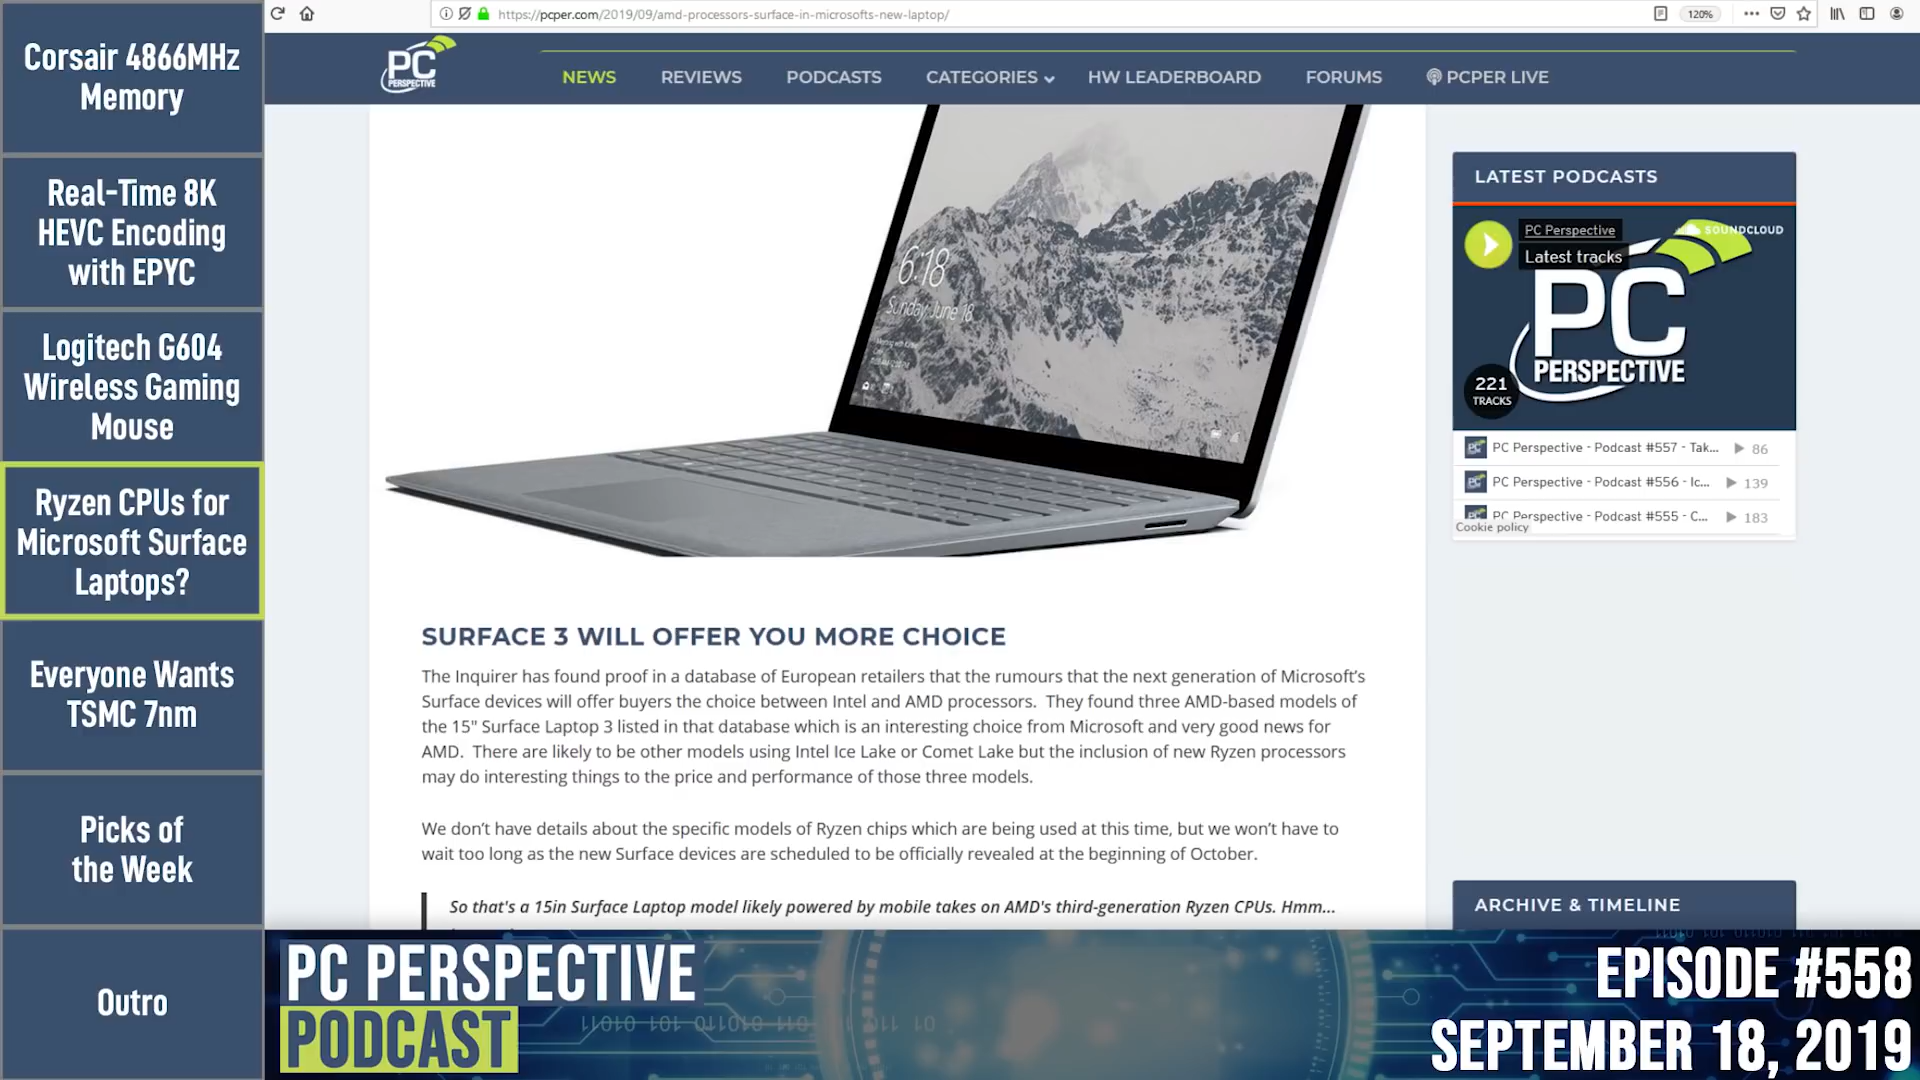 Corsair 4866MHz
Memory
Real-Time 8K
HEVC Encoding
with EPYC
Logitech G604
Wireless Gaming
Mouse
Ryzen CPUs for
Microsoft Surface
Laptops?
Everyone Wants
TSMC 7nm
Picks of
the Week
Outro
https://pcper.com/2019/09/amd-processors-surface-in-microsofts-new-laptop/
120%
PC
PERSPECTIVE
NEWS
REVIEWS
PODCASTS
CATEGORIES
HW LEADERBOARD
FORUMS
PCPER LIVE
6:18
Sunday, June 18
SURFACE 3 WILL OFFER YOU MORE CHOICE
The Inquirer has found proof in a database of European retailers that the rumours that the next generation of Microsoft's
Surface devices will offer buyers the choice between Intel and AMD processors. They found three AMD-based models of
the 15" Surface Laptop 3 listed in that database which is an interesting choice from Microsoft and very good news for
AMD. There are likely to be other models using Intel Ice Lake or Comet Lake but the inclusion of new Ryzen processors
may do interesting things to the price and performance of those three models.
We don't have details about the specific models of Ryzen chips which are being used at this time, but we won't have to
wait too long as the new Surface devices are scheduled to be officially revealed at the beginning of October.
So that's a 15in Surface Laptop model likely powered by mobile takes on AMD's third-generation Ryzen CPUs. Hmm...
LATEST PODCASTS
PC Perspective
Latest tracks
SOUNDCLOUD
PC
PERSPECTIVE
221
TRACKS
PC Perspective - Podcast #557 - Tak... 86
PC Perspective - Podcast #556 - Ic... 139
PC Perspective - Podcast #555 - C... 183
Cookie policy
ARCHIVE & TIMELINE
PC PERSPECTIVE
PODCAST
EPISODE #558
SEPTEMBER 18, 2019